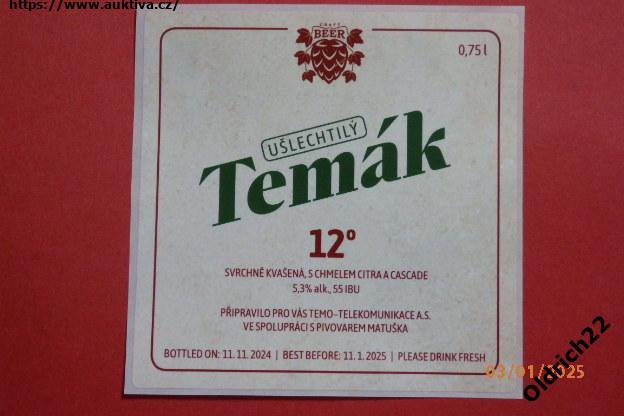 https://www.auktiva.cz/
CRAFT
BEER
0,75 l
UŠLECHTILÝ
Temák
12°
SVRCHNĚ KVAŠENÁ, S CHMELEM CITRA A CASCADE
5,3% alk., 55 IBU
PŘIPRAVILO PRO VÁS TEMO-TELEKOMUNIKACE A.S.
VE SPOLUPRÁCI S PIVOVAREM MATUŠKA
BOTTLED ON: 11. 11. 2024 | BEST BEFORE: 11. 1. 2025 | PLEASE DRINK FRESH
03/01/2025
Oldrich22